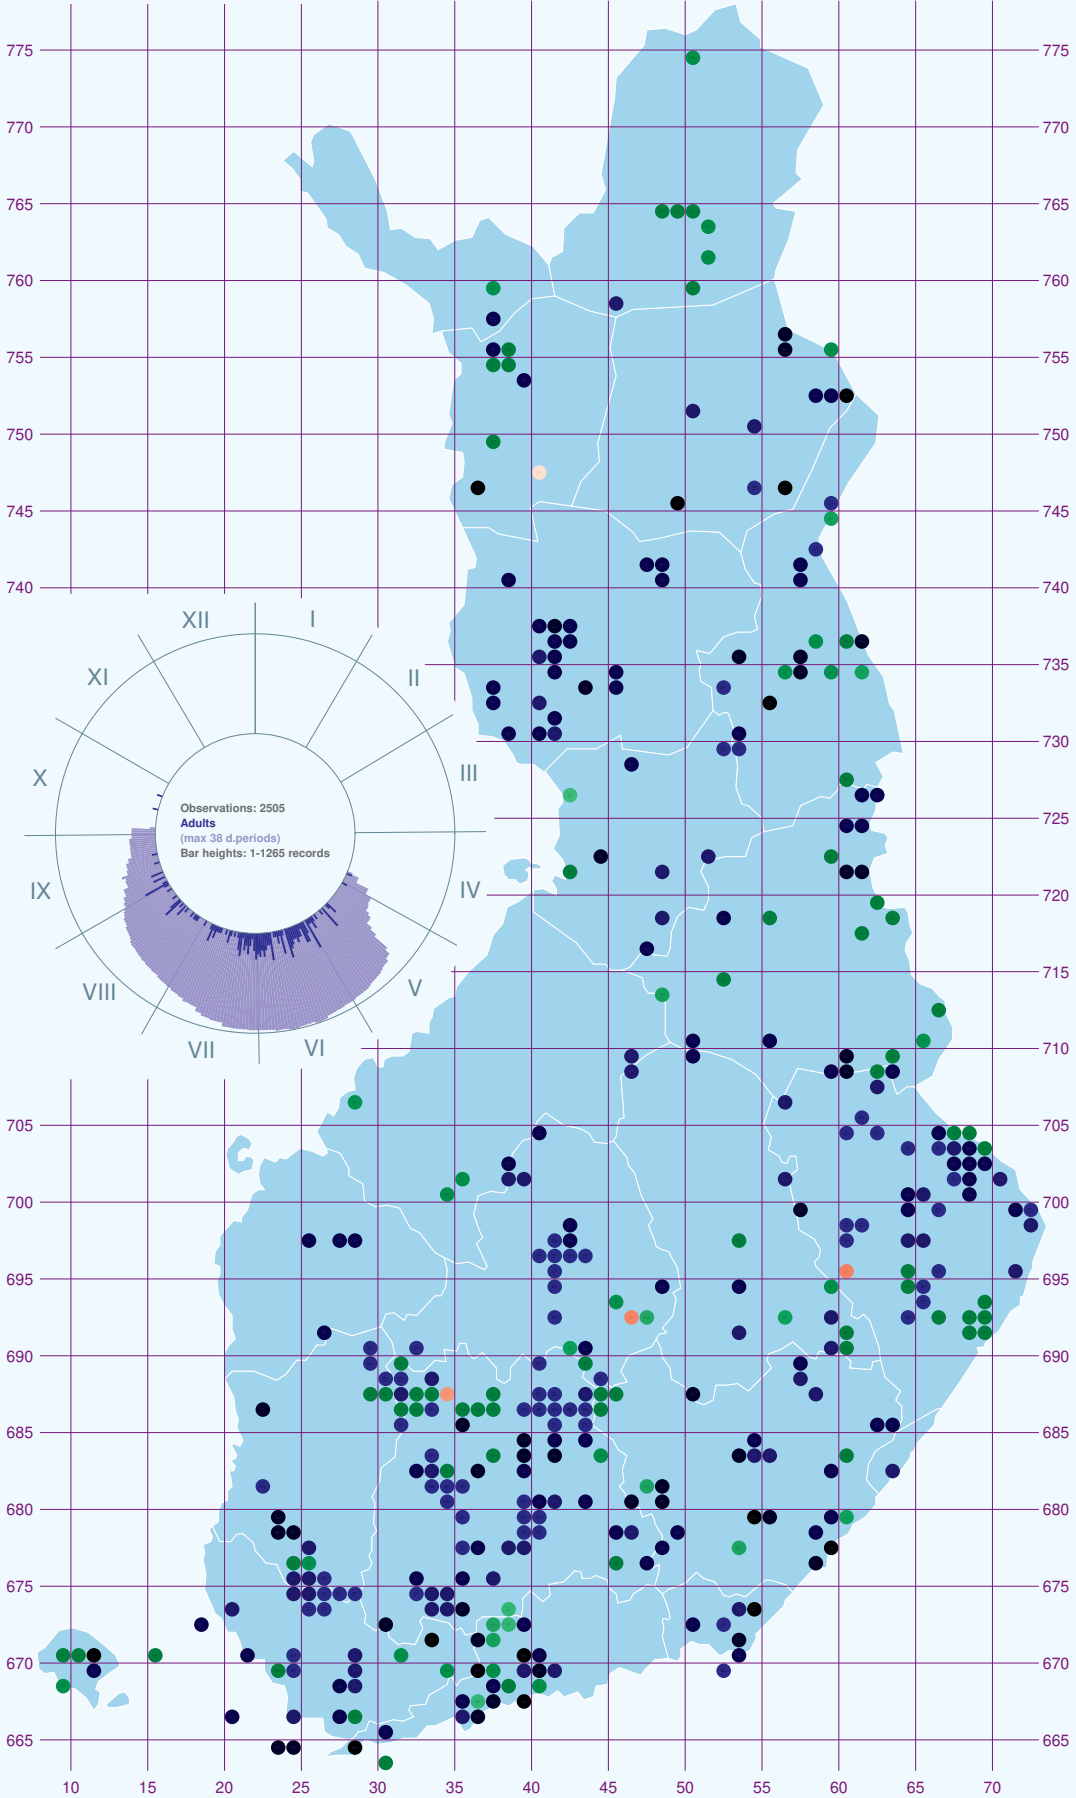 775 775
770 770
765 765
760 760
755 755
750 750
745 745
740 740
XII I
XI II
735
X III
730
Observations: 2505
Adults
(max 38 d.periods)
Bar heights: 1-1265 records
725
IX IV
720
VIII V
715
VII VI
710
705 705
700 700
695 695
690 690
685 685
680 680
675 675
670 670
665 665
10 15 20 25 30 35 40 45 50 55 60 65 70